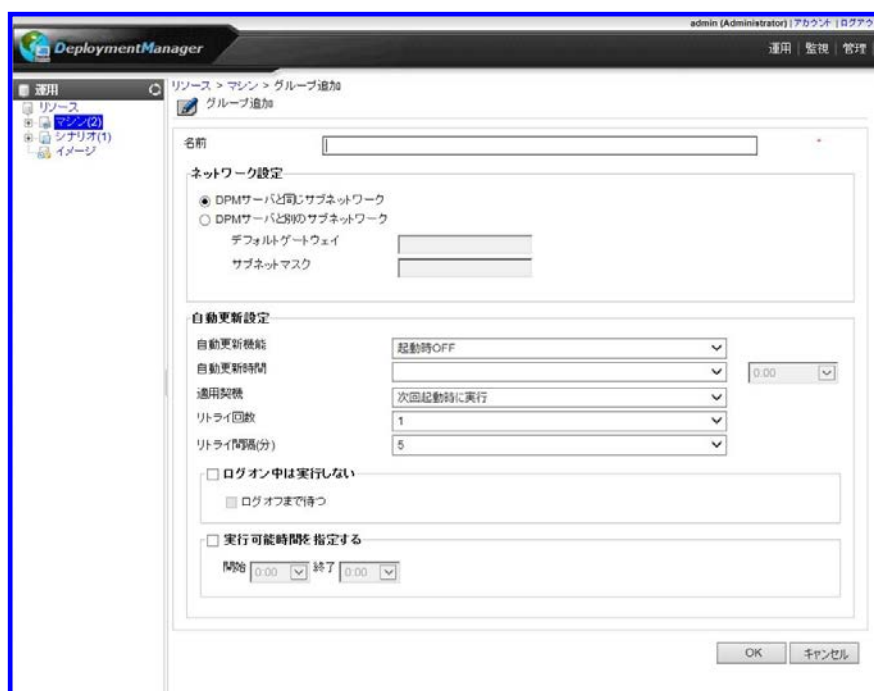 admin (Administrator) | アカウント | ログアウ
DeploymentManager
運用 | 監視 | 管理
運用
リソース
マシン(2)
シナリオ(1)
イメージ
リソース > マシン > グループ追加
グループ追加
名前 *
ネットワーク設定
DPMサーバと同じサブネットワーク
DPMサーバと別のサブネットワーク
デフォルトゲートウェイ
サブネットマスク
自動更新設定
自動更新機能 起動時OFF
自動更新時間 0:00
適用契機 次回起動時に実行
リトライ回数 1
リトライ間隔(分) 5
ログオン中は実行しない
ログオフまで待つ
実行可能時間を指定する
開始 0:00 終了 0:00
OK キャンセル